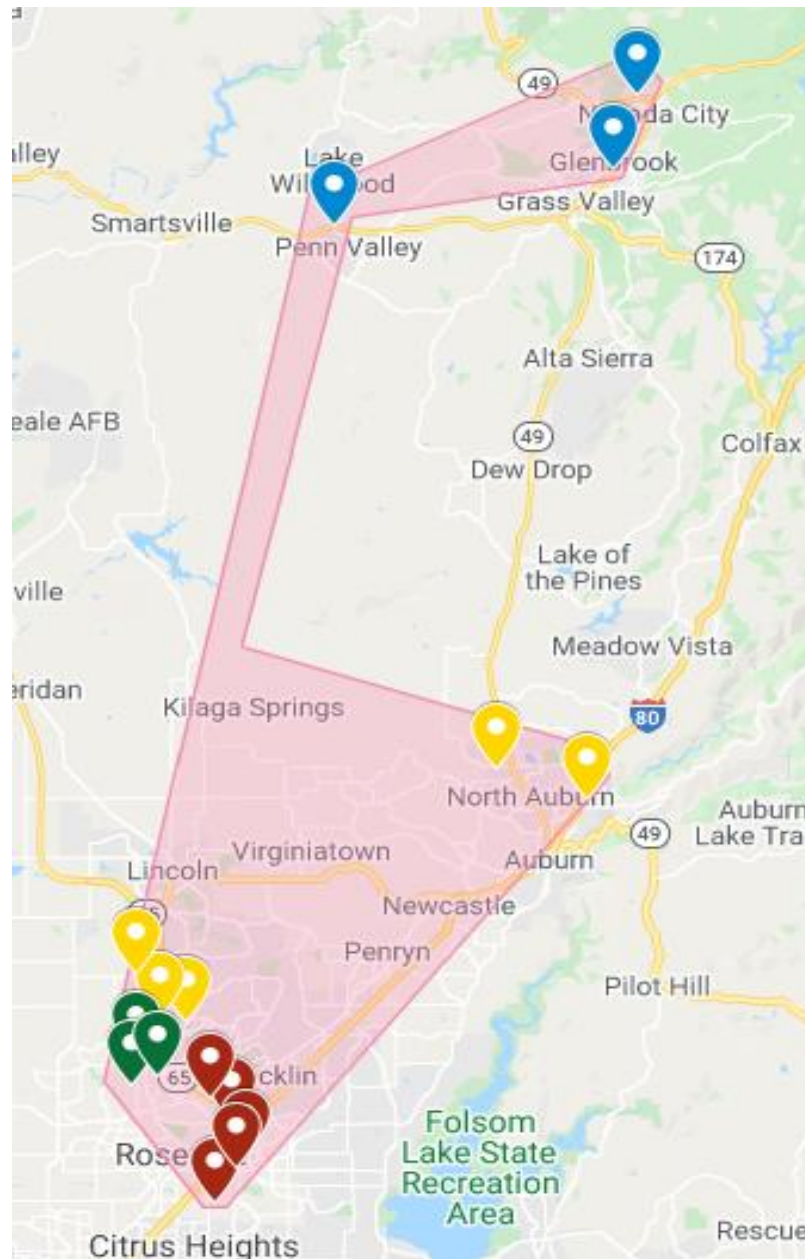 49
Nevada City
alley
Lake
Wildwood
Glenbrook
Grass Valley
Smartsville
Penn Valley
174
Alta Sierra
eale AFB
49
Colfax
Dew Drop
Lake of
the Pines
ville
Meadow Vista
eridan
Kilaga Springs
80
North Auburn
Auburn
Lake Tra
49
Virginiatown
Auburn
Lincoln
65
Newcastle
Penryn
Pilot Hill
65
cklin
Folsom
Lake State
Recreation
Area
Rose
Rescue
Citrus Heights